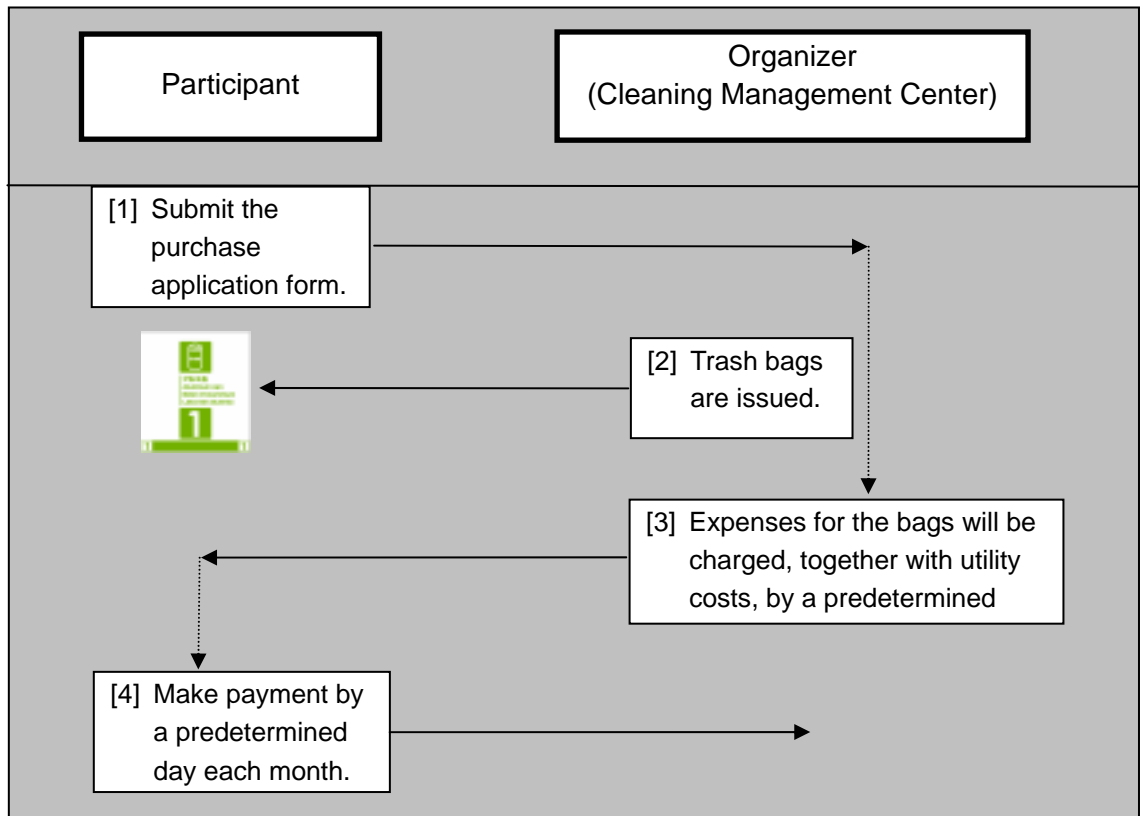 Participant
Organizer
(Cleaning Management Center)
[1] Submit the
purchase
application form.
[2] Trash bags
are issued.
1
[3] Expenses for the bags will be
charged, together with utility
costs, by a predetermined
[4] Make payment by
a predetermined
day each month.